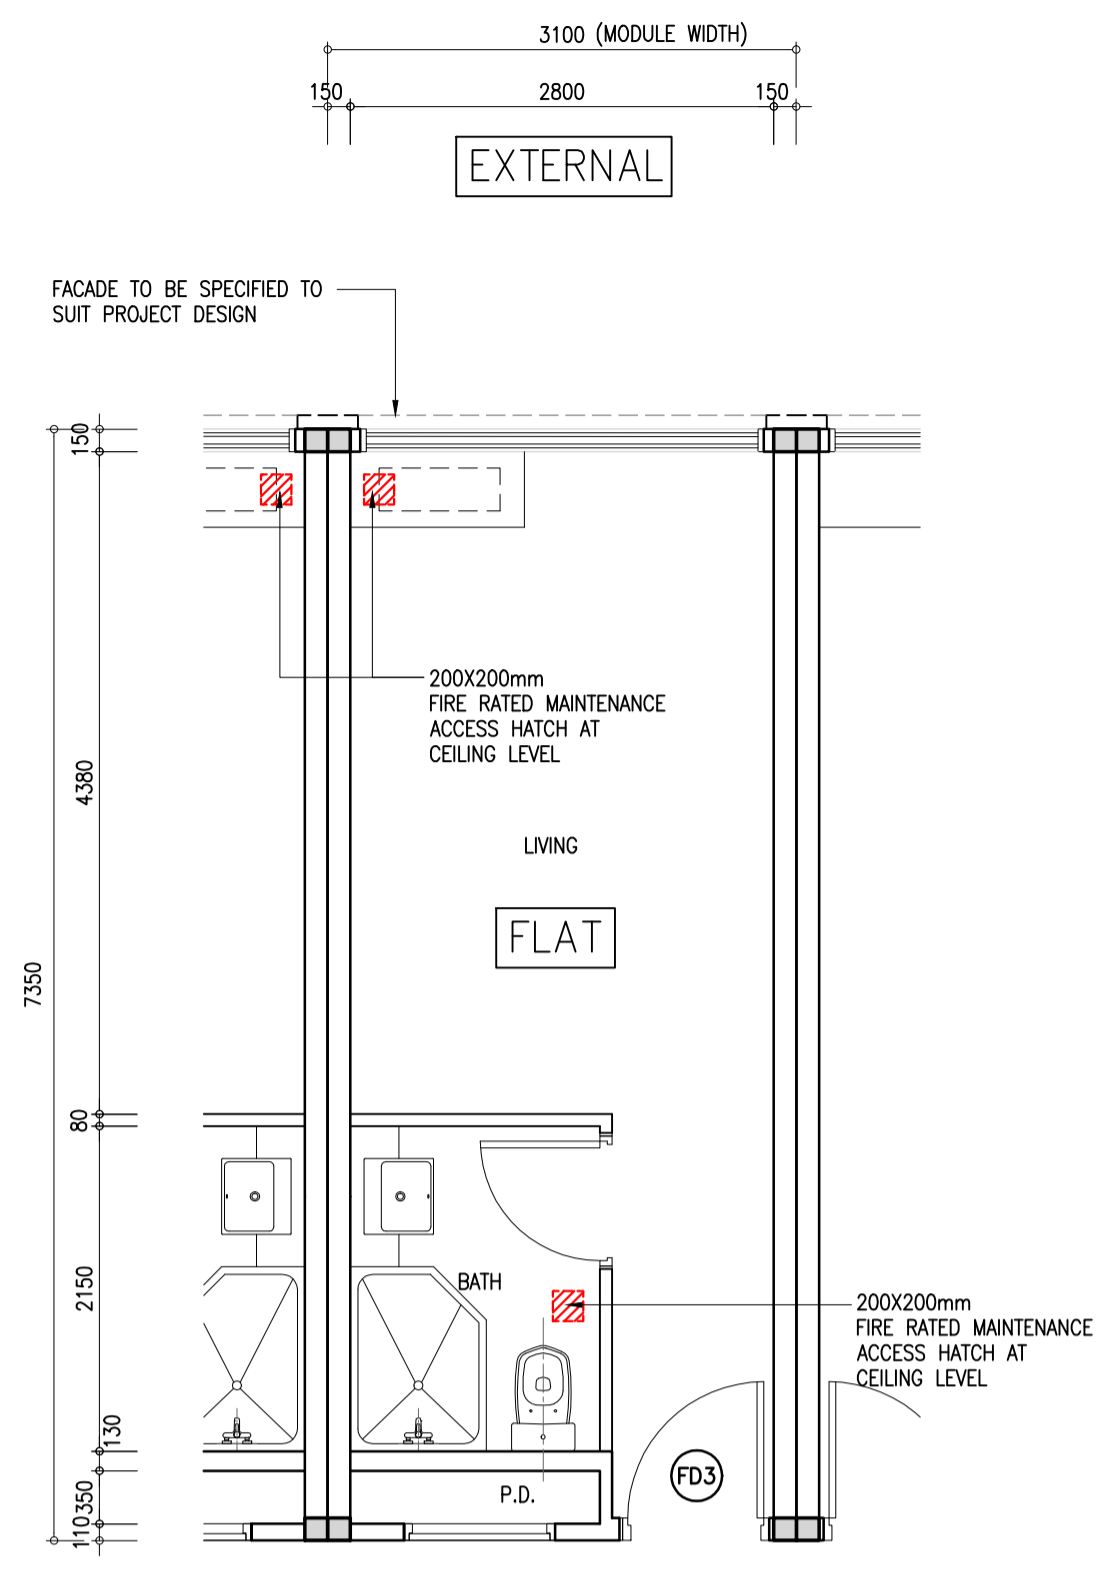 3100 (MODULE WIDTH)
150 2800 150
EXTERNAL
FACADE TO BE SPECIFIED TO
SUIT PROJECT DESIGN
150
200X200mm
FIRE RATED MAINTENANCE
ACCESS HATCH AT
CEILING LEVEL
4380
LIVING
FLAT
7350
80
BATH
2150
200X200mm
FIRE RATED MAINTENANCE
ACCESS HATCH AT
CEILING LEVEL
130
FD3
P.D.
350
110